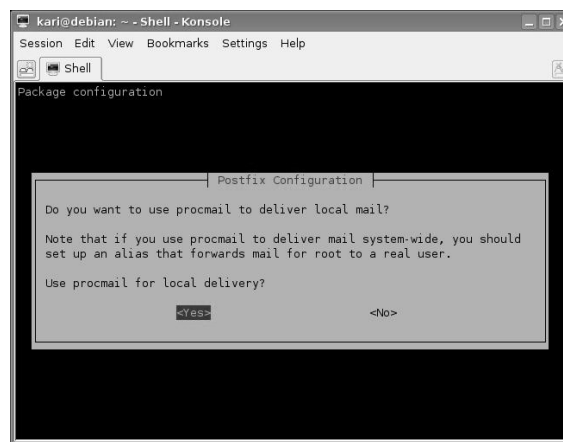 kari@debian: ~ - Shell - Konsole
Session Edit View Bookmarks Settings Help
Shell
Package configuration
Postfix Configuration
Do you want to use procmail to deliver local mail?
Note that if you use procmail to deliver mail system-wide, you should
set up an alias that forwards mail for root to a real user.
Use procmail for local delivery?
<Yes> <No>